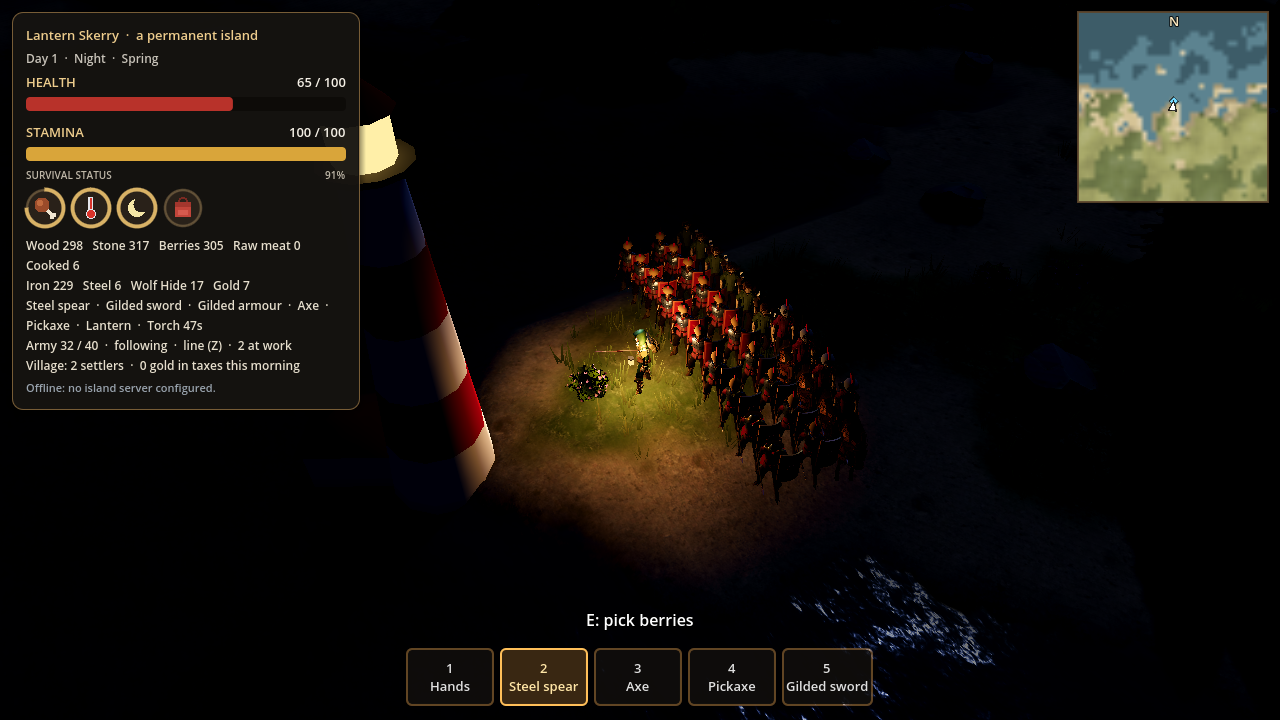 Lantern Skerry · a permanent island
Day 1 · Night · Spring
HEALTH 65 / 100
STAMINA 100 / 100
SURVIVAL STATUS 91%
Wood 298 Stone 317 Berries 305 Raw meat 0
Cooked 6
Iron 229 Steel 6 Wolf Hide 17 Gold 7
Steel spear · Gilded sword · Gilded armour · Axe ·
Pickaxe · Lantern · Torch 47s
Army 32 / 40 · following · line (Z) · 2 at work
Village: 2 settlers · 0 gold in taxes this morning
Offline: no island server configured.
N
E: pick berries
1 2 3 4 5
Hands Steel spear Axe Pickaxe Gilded sword